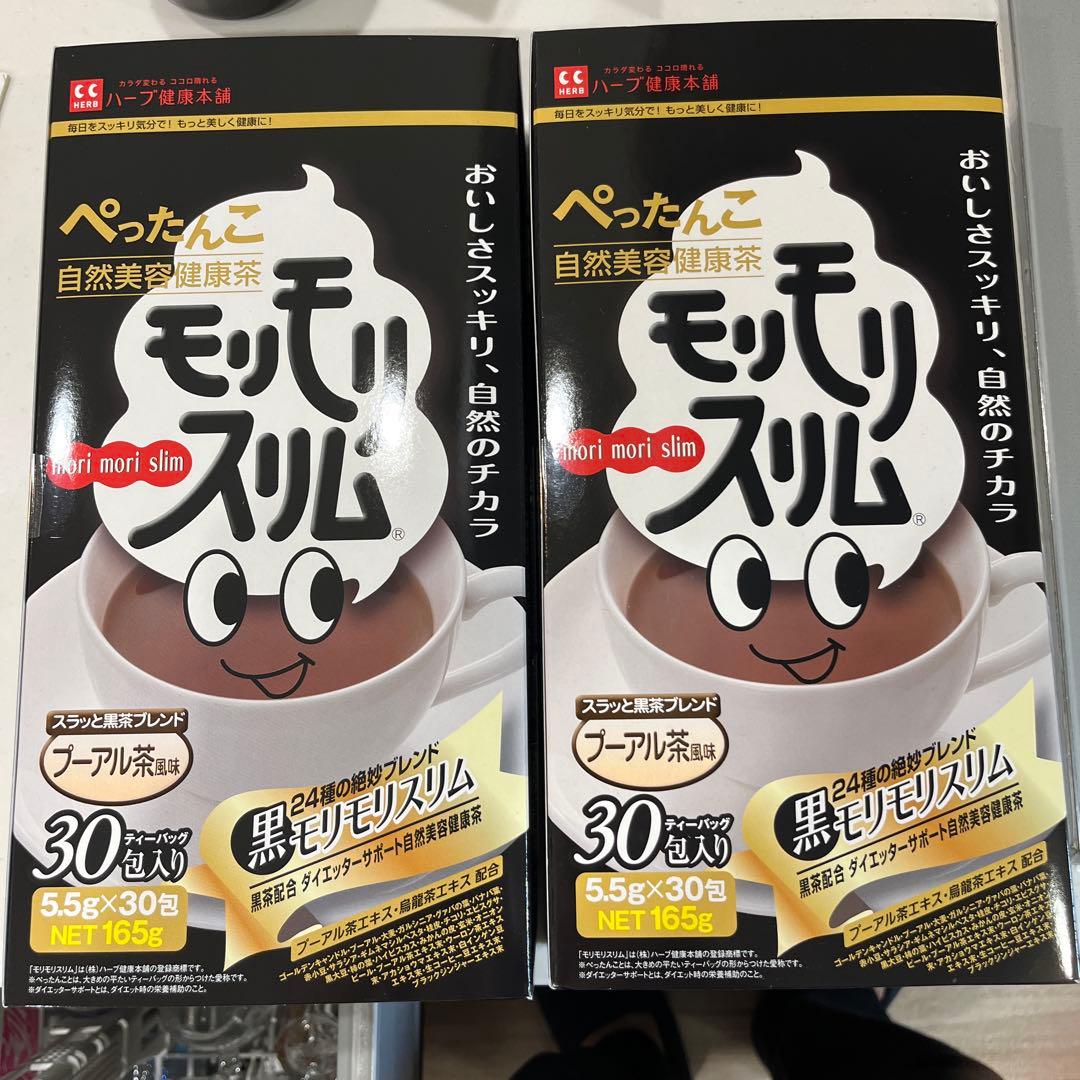 カラダ変わる ココロ晴れる
CC HERB ハーブ健康本舗
毎日をスッキリ気分で! もっと美しく健康に!
おいしさスッキリ、自然のチカラ
ぺったんこ
自然美容健康茶
モリモリ
スリム®
mori mori slim
スラッと黒茶ブレンド
プーアル茶風味
30ティーバッグ包入り
5.5g×30包
NET 165g
24種の絶妙ブレンド
黒モリモリスリム
黒茶配合 ダイエッターサポート自然美容健康茶
プーアル茶エキス・烏龍茶エキス 配合
「モリモリスリム」は(株)ハーブ健康本舗の登録商標です。
※ぺったんことは、大きめの平たいティーバッグの形からつけた愛称です。
※ダイエッターサポートとは、ダイエット時の栄養補助のこと。
カラダ変わる ココロ晴れる
CC HERB ハーブ健康本舗
毎日をスッキリ気分で! もっと美しく健康に!
おいしさスッキリ、自然のチカラ
ぺったんこ
自然美容健康茶
モリモリ
スリム®
mori mori slim
スラッと黒茶ブレンド
プーアル茶風味
30ティーバッグ包入り
5.5g×30包
NET 165g
24種の絶妙ブレンド
黒モリモリスリム
黒茶配合 ダイエッターサポート自然美容健康茶
プーアル茶エキス・烏龍茶エキス 配合
「モリモリスリム」は(株)ハーブ健康本舗の登録商標です。
※ぺったんことは、大きめの平たいティーバッグの形からつけた愛称です。
※ダイエッターサポートとは、ダイエット時の栄養補助のこと。